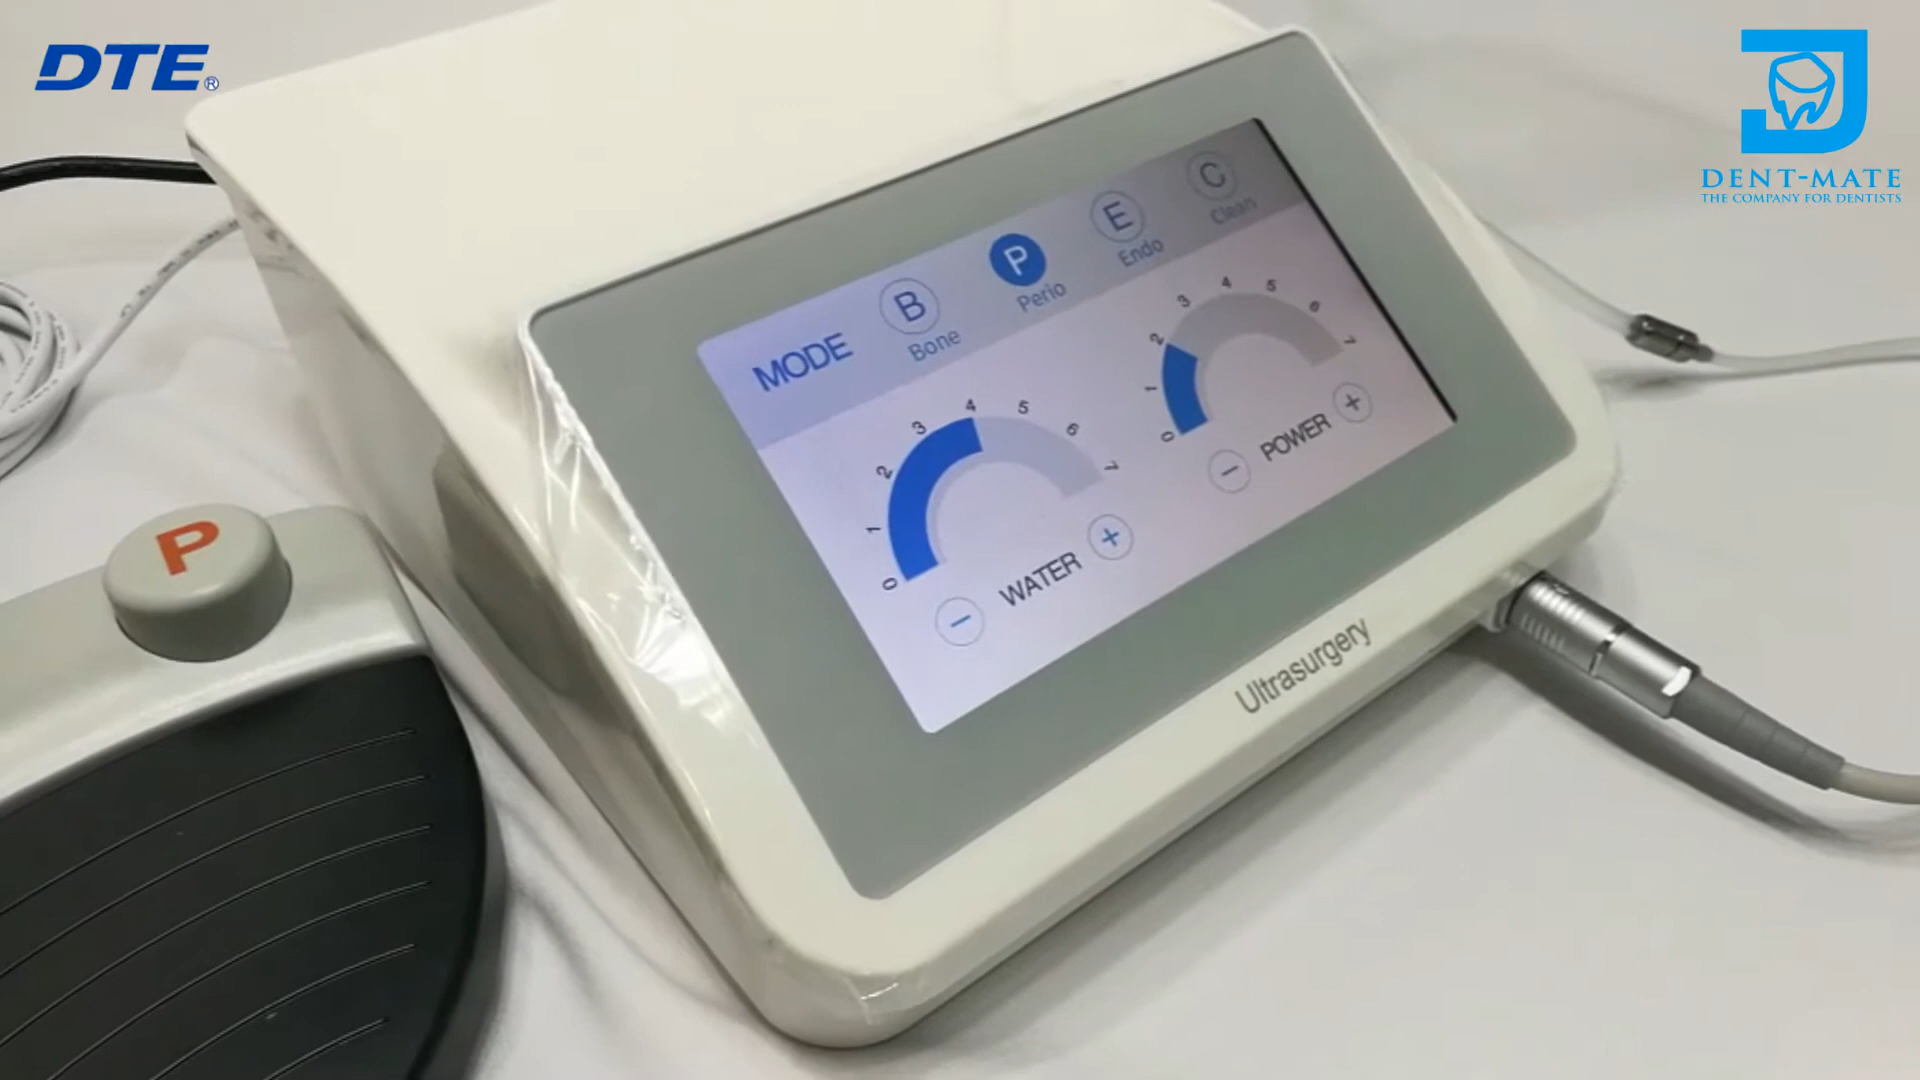 DTE®
DENT-MATE
THE COMPANY FOR DENTISTS
MODE
B
Bone
P
Perio
E
Endo
C
Clean
0 1 2 3 4 5 6 7
WATER
0 1 2 3 4 5 6 7
POWER
Ultrasurgery
P